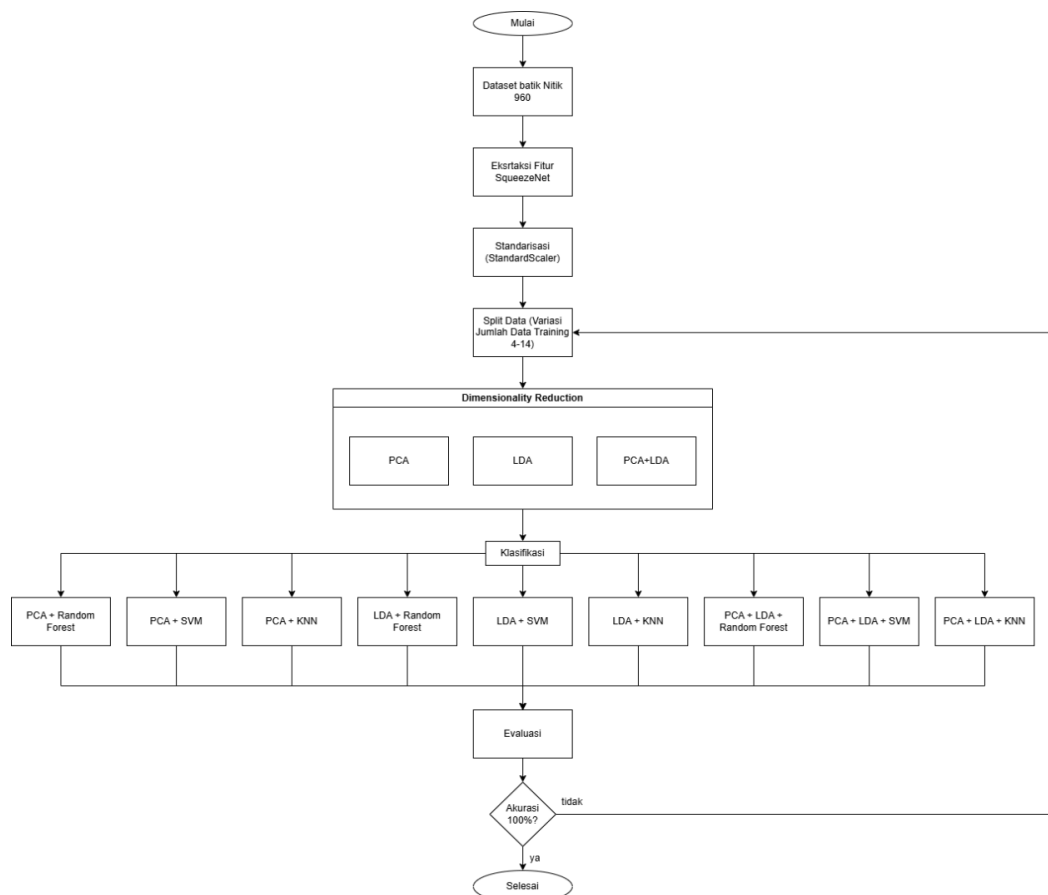 Mulai
Dataset batik Nitik
960
Eksrtaksi Fitur
SqueezeNet
Standarisasi
(StandardScaler)
Split Data (Variasi
Jumlah Data Training
4-14)
Dimensionality Reduction
PCA
LDA
PCA+LDA
Klasifikasi
PCA + Random
Forest
PCA + SVM
PCA + KNN
LDA + Random
Forest
LDA + SVM
LDA + KNN
PCA + LDA +
Random Forest
PCA + LDA + SVM
PCA + LDA + KNN
Evaluasi
Akurasi
100%?
tidak
ya
Selesai